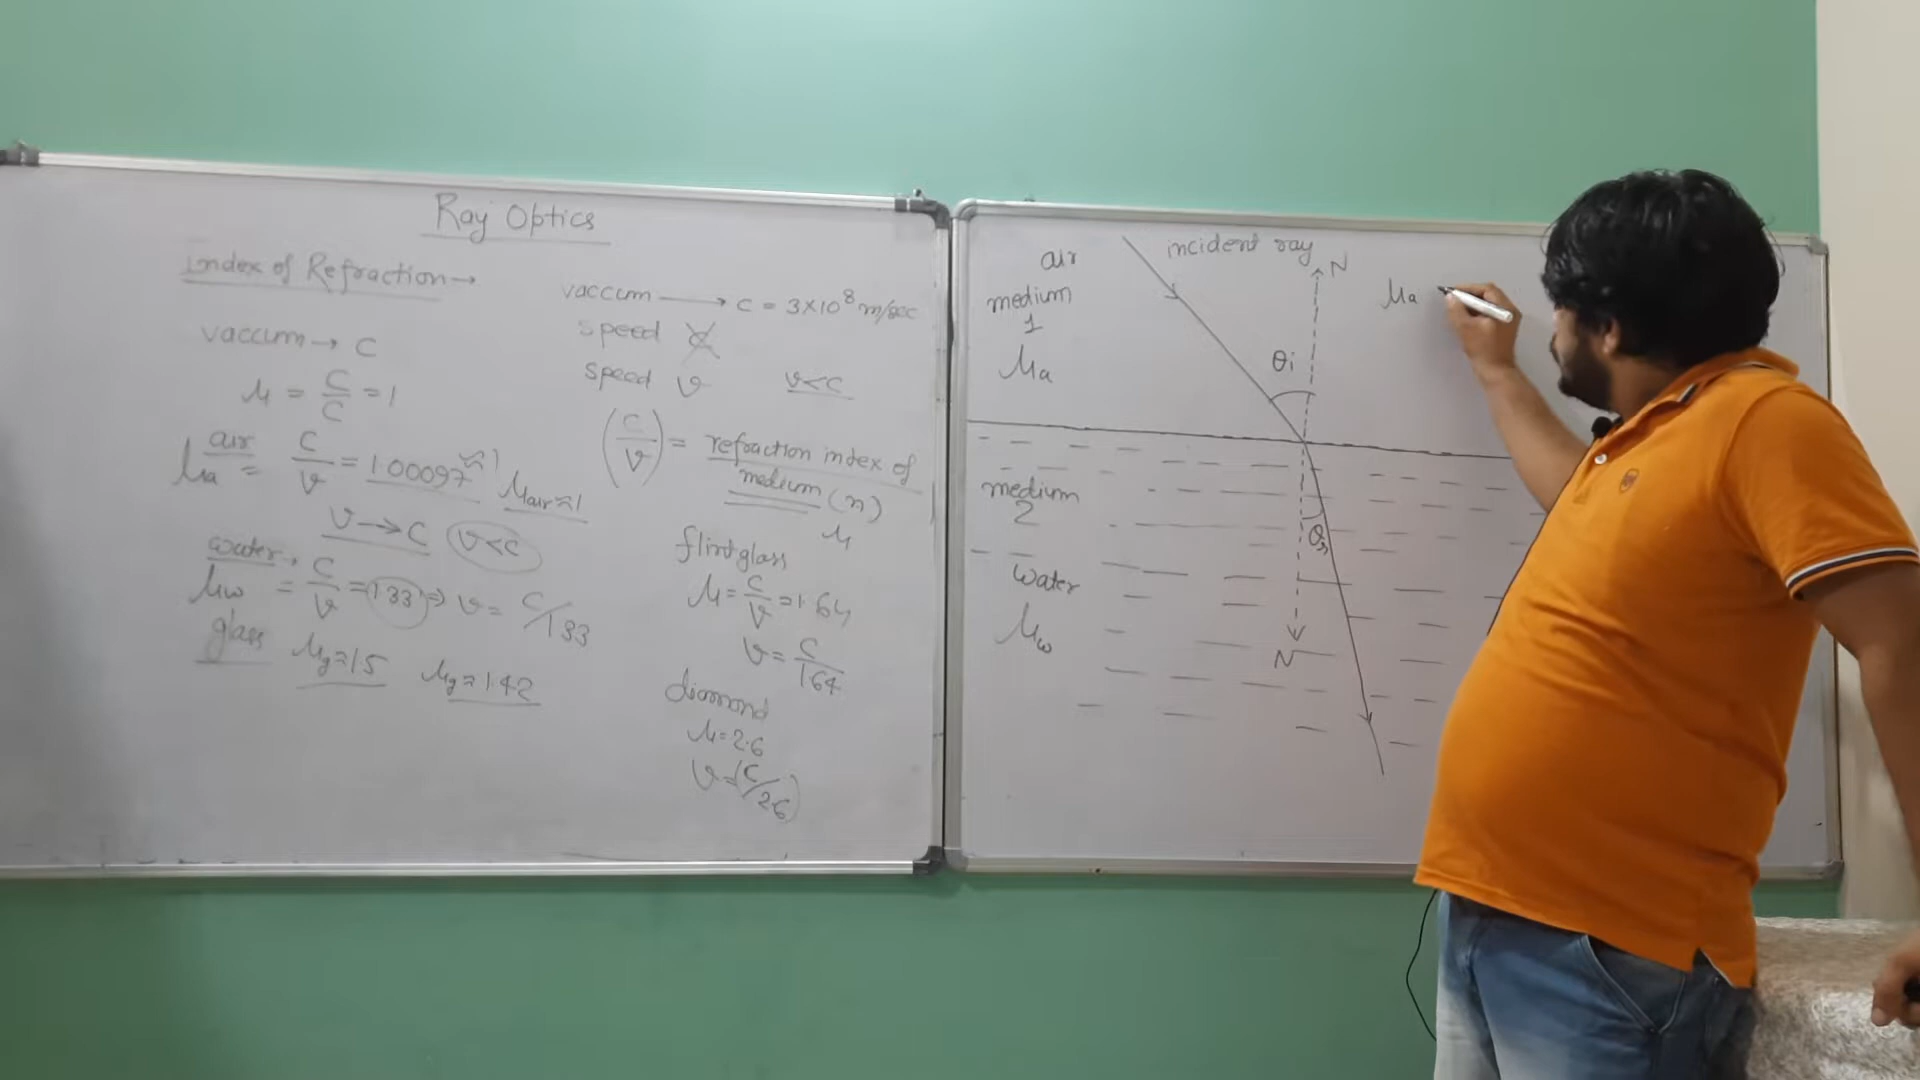 Ray Optics
index of Refraction→
vaccum → C
μ = C/C = 1
air
μa = C/v = 1.00097 ≈ 1
μair ≈ 1
v → C v<c
water
μw = C/v = 1.33 ⇒ v = C/1.33
glass μg ≈ 1.5 μg ≈ 1.42
vaccum → C = 3×10⁸ m/sec
speed
speed v v<c
(C/v) = refraction index of
medium (n)
μ
flint glass
μ = C/v = 1.64
v = C/1.64
diamond
μ = 2.6
v = (C/2.6)
air
incident ray
N
medium
1
μa
θi
μa
medium
2
θr
water
μw
N